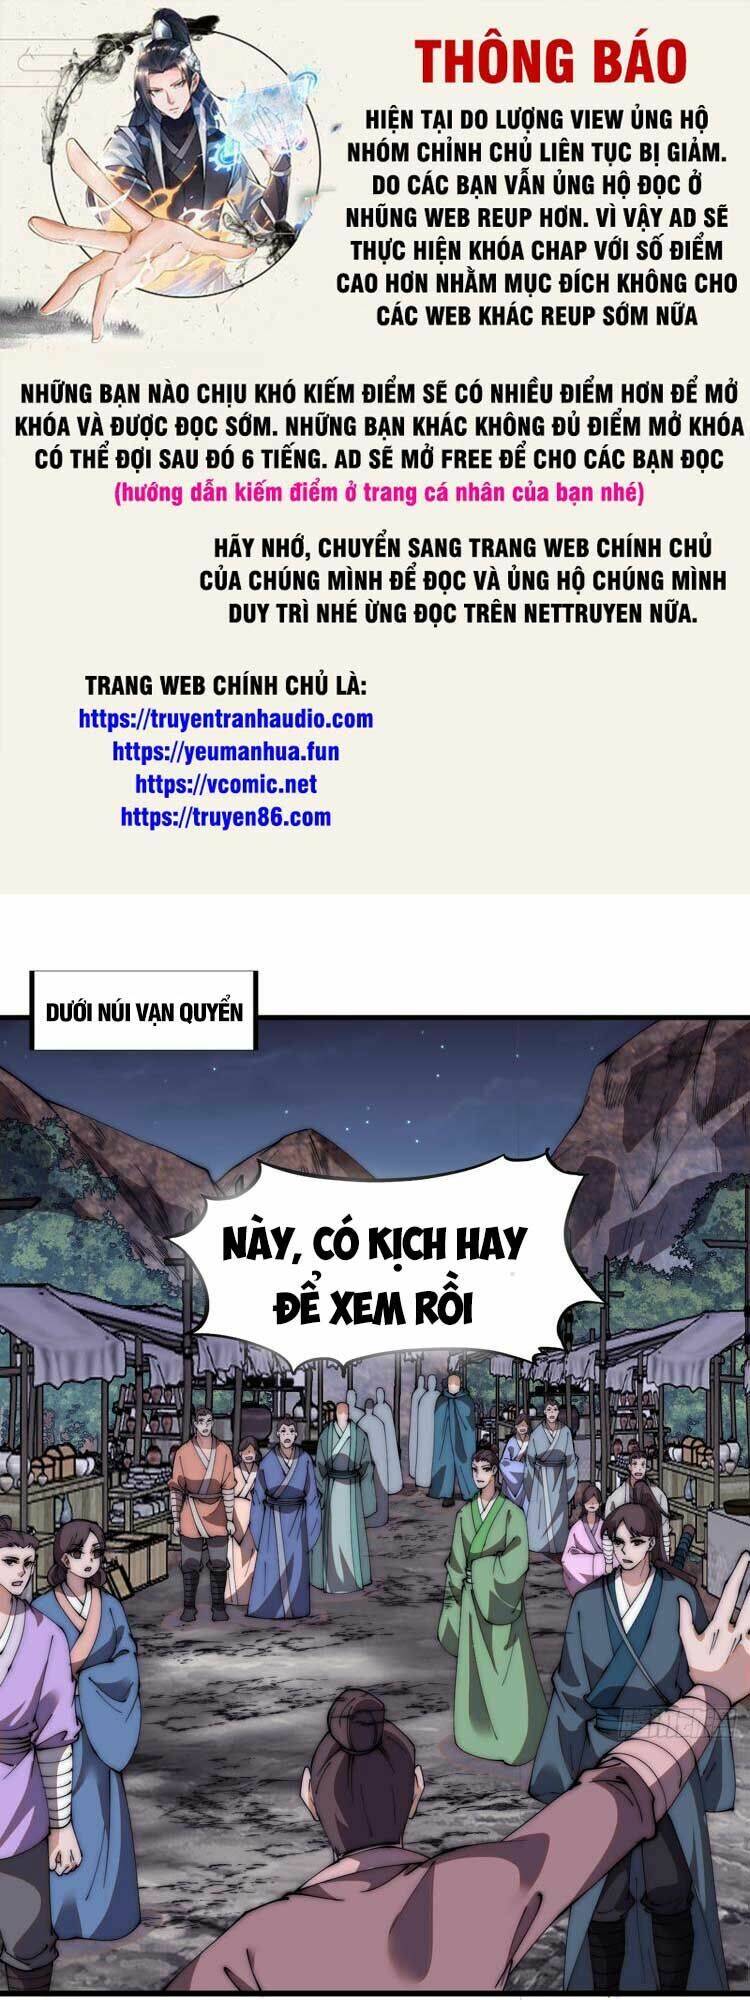 THÔNG BÁO
HIỆN TẠI DO LƯỢNG VIEW ỦNG HỘ
NHÓM CHỈNH CHỦ LIÊN TỤC BỊ GIẢM.
DO CÁC BẠN VẪN ỦNG HỘ ĐỌC Ở
NHŨNG WEB REUP HƠN. VÌ VẬY AD SẼ
THỰC HIỆN KHÓA CHAP VỚI SỐ ĐIỂM
CAO HƠN NHẰM MỤC ĐÍCH KHÔNG CHO
CÁC WEB KHÁC REUP SỚM NỮA
NHỮNG BẠN NÀO CHỊU KHÓ KIẾM ĐIỂM SẼ CÓ NHIỀU ĐIỂM HƠN ĐỂ MỞ
KHÓA VÀ ĐƯỢC ĐỌC SỚM. NHỮNG BẠN KHÁC KHÔNG ĐỦ ĐIỂM MỞ KHÓA
CÓ THỂ ĐỢI SAU ĐÓ 6 TIẾNG. AD SẼ MỞ FREE ĐỂ CHO CÁC BẠN ĐỌC
(hướng dẫn kiếm điểm ở trang cá nhân của bạn nhé)
HÃY NHỚ, CHUYỂN SANG TRANG WEB CHÍNH CHỦ
CỦA CHÚNG MÌNH ĐỂ ĐỌC VÀ ỦNG HỘ CHÚNG MÌNH
DUY TRÌ NHÉ ỪNG ĐỌC TRÊN NETTRUYEN NỮA.
TRANG WEB CHÍNH CHỦ LÀ:
https://truyentranhaudio.com
https://yeumanhua.fun
https://vcomic.net
https://truyen86.com
DƯỚI NÚI VẠN QUYỂN
NÀY, CÓ KỊCH HAY
ĐỂ XEM RỒI